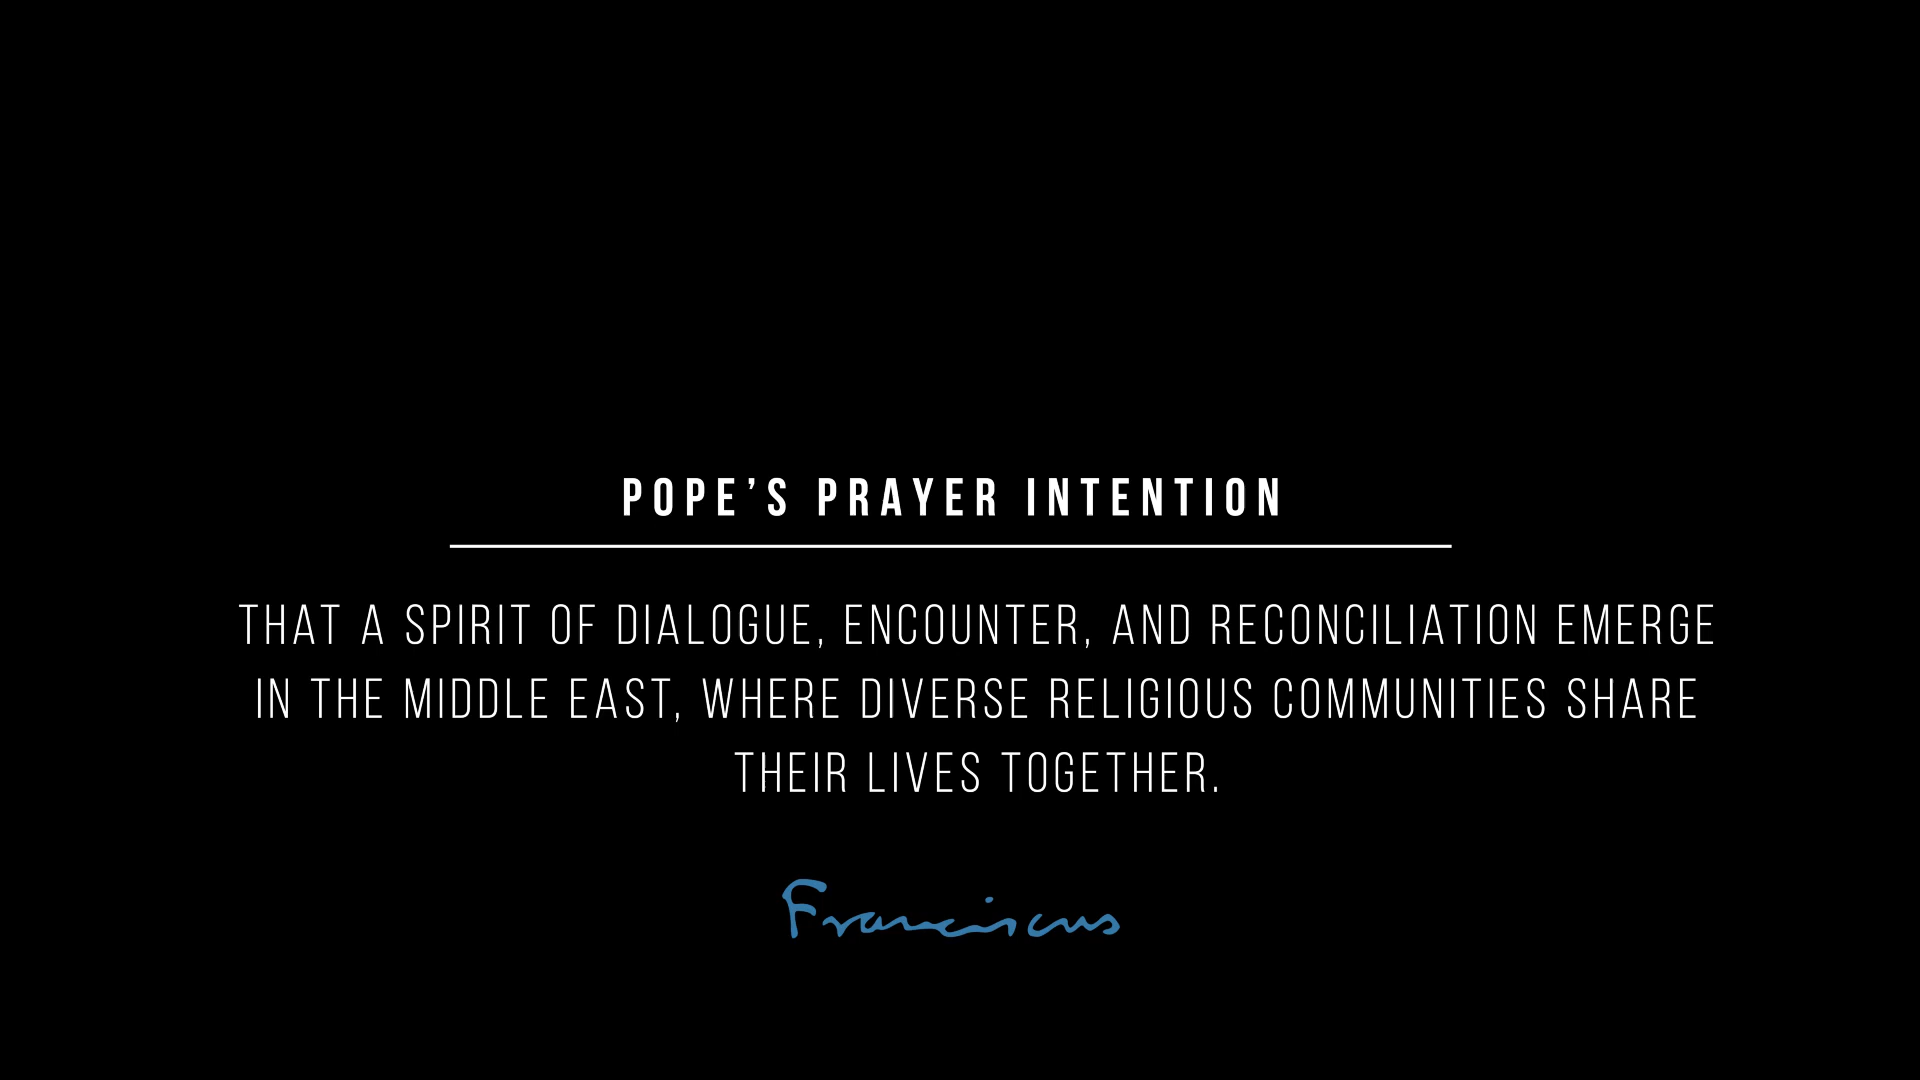 POPE’S PRAYER INTENTION
THAT A SPIRIT OF DIALOGUE, ENCOUNTER, AND RECONCILIATION EMERGE
IN THE MIDDLE EAST, WHERE DIVERSE RELIGIOUS COMMUNITIES SHARE
THEIR LIVES TOGETHER.
Franciscus